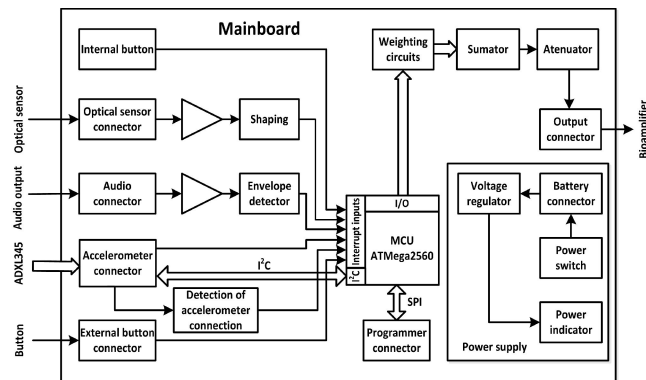 Mainboard
Internal button
Optical sensor
Optical sensor
connector
Shaping
Audio output
Audio
connector
Envelope
detector
ADXL345
Accelerometer
connector
I²C
Detection of
accelerometer
connection
Button
External button
connector
Interrupt inputs
I²C
I/O
MCU
ATMega2560
SPI
Programmer
connector
Weighting
circuits
Sumator
Atenuator
Output
connector
Bioamplifier
Voltage
regulator
Battery
connector
Power
switch
Power
indicator
Power supply